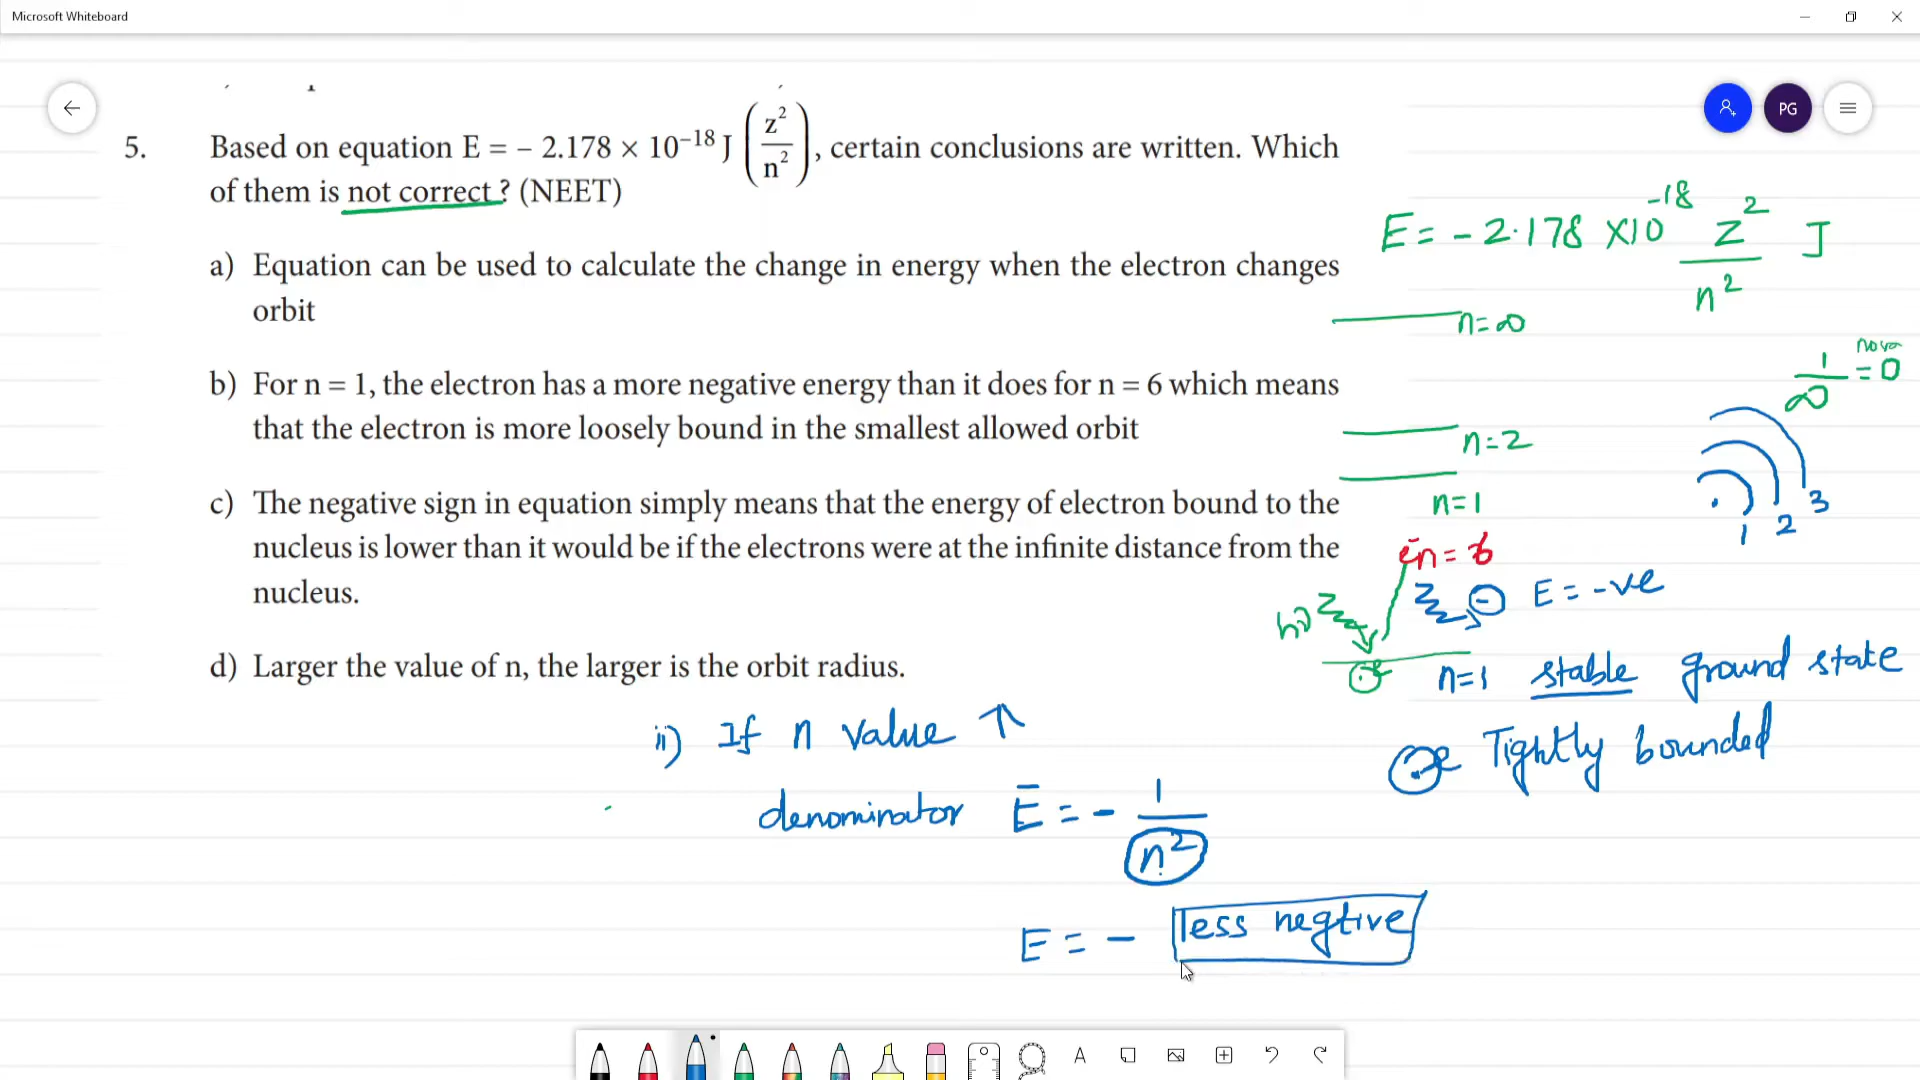 Microsoft Whiteboard
PG
5. Based on equation E = – 2.178 × 10⁻¹⁸ J (z²/n²), certain conclusions are written. Which
of them is not correct ? (NEET)
a) Equation can be used to calculate the change in energy when the electron changes
orbit
b) For n = 1, the electron has a more negative energy than it does for n = 6 which means
that the electron is more loosely bound in the smallest allowed orbit
c) The negative sign in equation simply means that the energy of electron bound to the
nucleus is lower than it would be if the electrons were at the infinite distance from the
nucleus.
d) Larger the value of n, the larger is the orbit radius.
E = - 2.178 ×10⁻¹⁸ Z²/n² J
n=∞
1/∞ = 0
n=2
n=1
1 2 3
n=6
hν
E = -ve
n=1 stable ground state
Tightly bounded
ii) If n value ↑
denominator E = - 1/n²
E = - less negtive
A